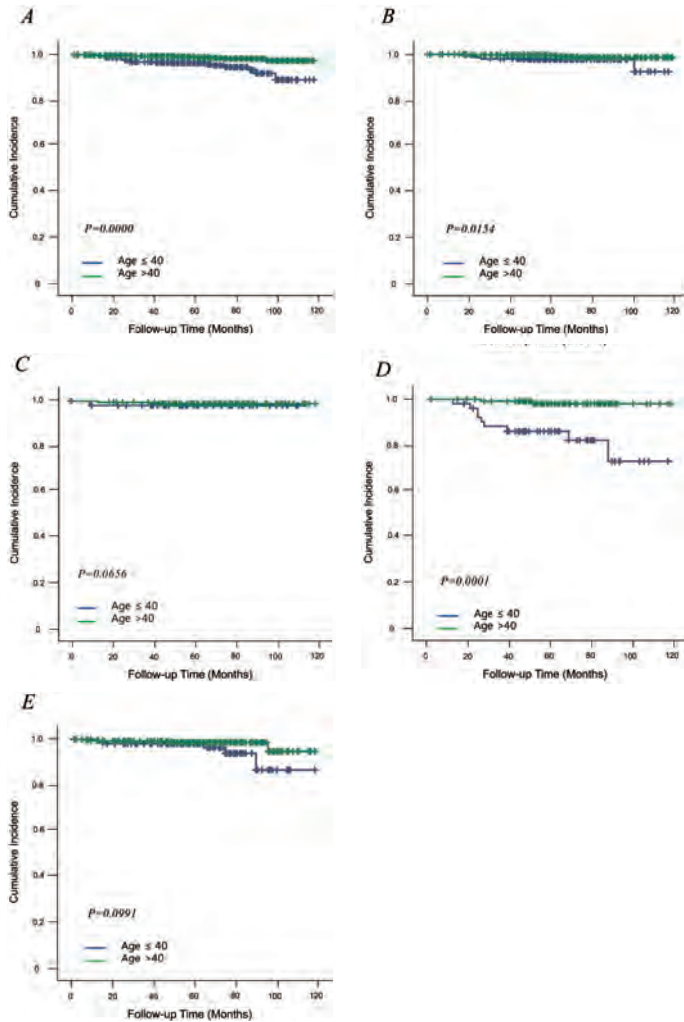 A
Cumulative Incidence
1.0
0.8
0.6
0.4
0.2
0
P=0.0000
Age ≤ 40
Age >40
0 20 40 60 80 100 120
Follow-up Time (Months)
B
Cumulative Incidence
1.0
0.8
0.6
0.4
0.2
0
P=0.0154
Age ≤ 40
Age >40
0 20 40 60 80 100 120
Follow-up Time (Months)
C
Cumulative Incidence
1.0
0.8
0.6
0.4
0.2
0
P=0.0656
Age ≤ 40
Age >40
0 20 40 60 80 100 120
Follow-up Time (Months)
D
Cumulative Incidence
1.0
0.8
0.6
0.4
0.2
0
P=0.0001
Age ≤ 40
Age >40
0 20 40 60 80 100 120
Follow-up Time (Months)
E
Cumulative Incidence
1.0
0.8
0.6
0.4
0.2
0
P=0.0991
Age ≤ 40
Age >40
0 20 40 60 80 100 120
Follow-up Time (Months)